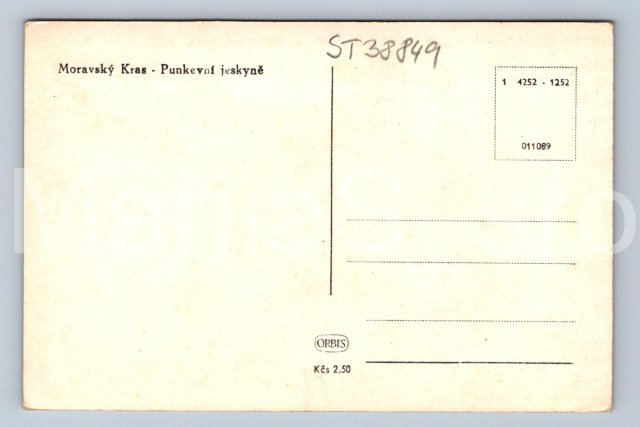 ST38849
Moravský Kras - Punkevní jeskyně
1 4252 - 1252
011089
ORBIS
Kčs 2,50